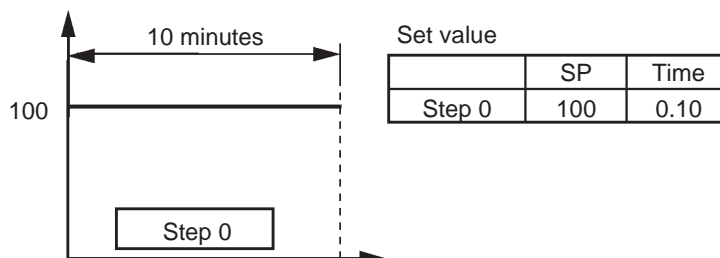 10 minutes
100
Step 0
Set value
SP Time
Step 0 100 0.10